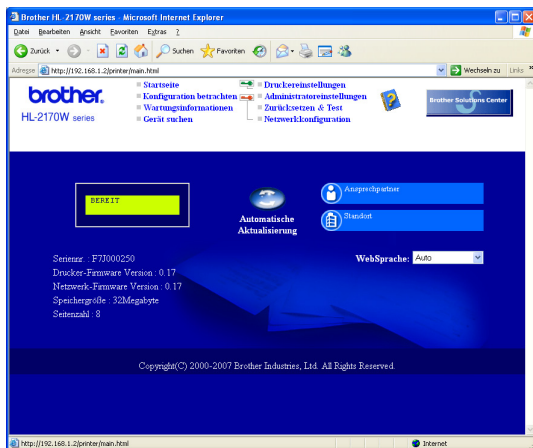 Brother HL-2170W series - Microsoft Internet Explorer
Datei Bearbeiten Ansicht Favoriten Extras ?
Zurück Suchen Favoriten
Adresse http://192.168.1.2/printer/main.html Wechseln zu Links »
brother.
HL-2170W series
Startseite
Konfiguration betrachten
Wartungsinformationen
Gerät suchen
Druckereinstellungen
Administratoreinstellungen
Zurücksetzen & Test
Netzwerkkonfiguration
Brother Solutions Center
BEREIT
Automatische
Aktualisierung
Ansprechpartner
Standort
Seriennr. : F7J000250
Drucker-Firmware Version : 0.17
Netzwerk-Firmware Version : 0.17
Speichergröße : 32Megabyte
Seitenzahl : 8
WebSprache: Auto
Copyright(C) 2000-2007 Brother Industries, Ltd. All Rights Reserved.
http://192.168.1.2/printer/main.html Internet